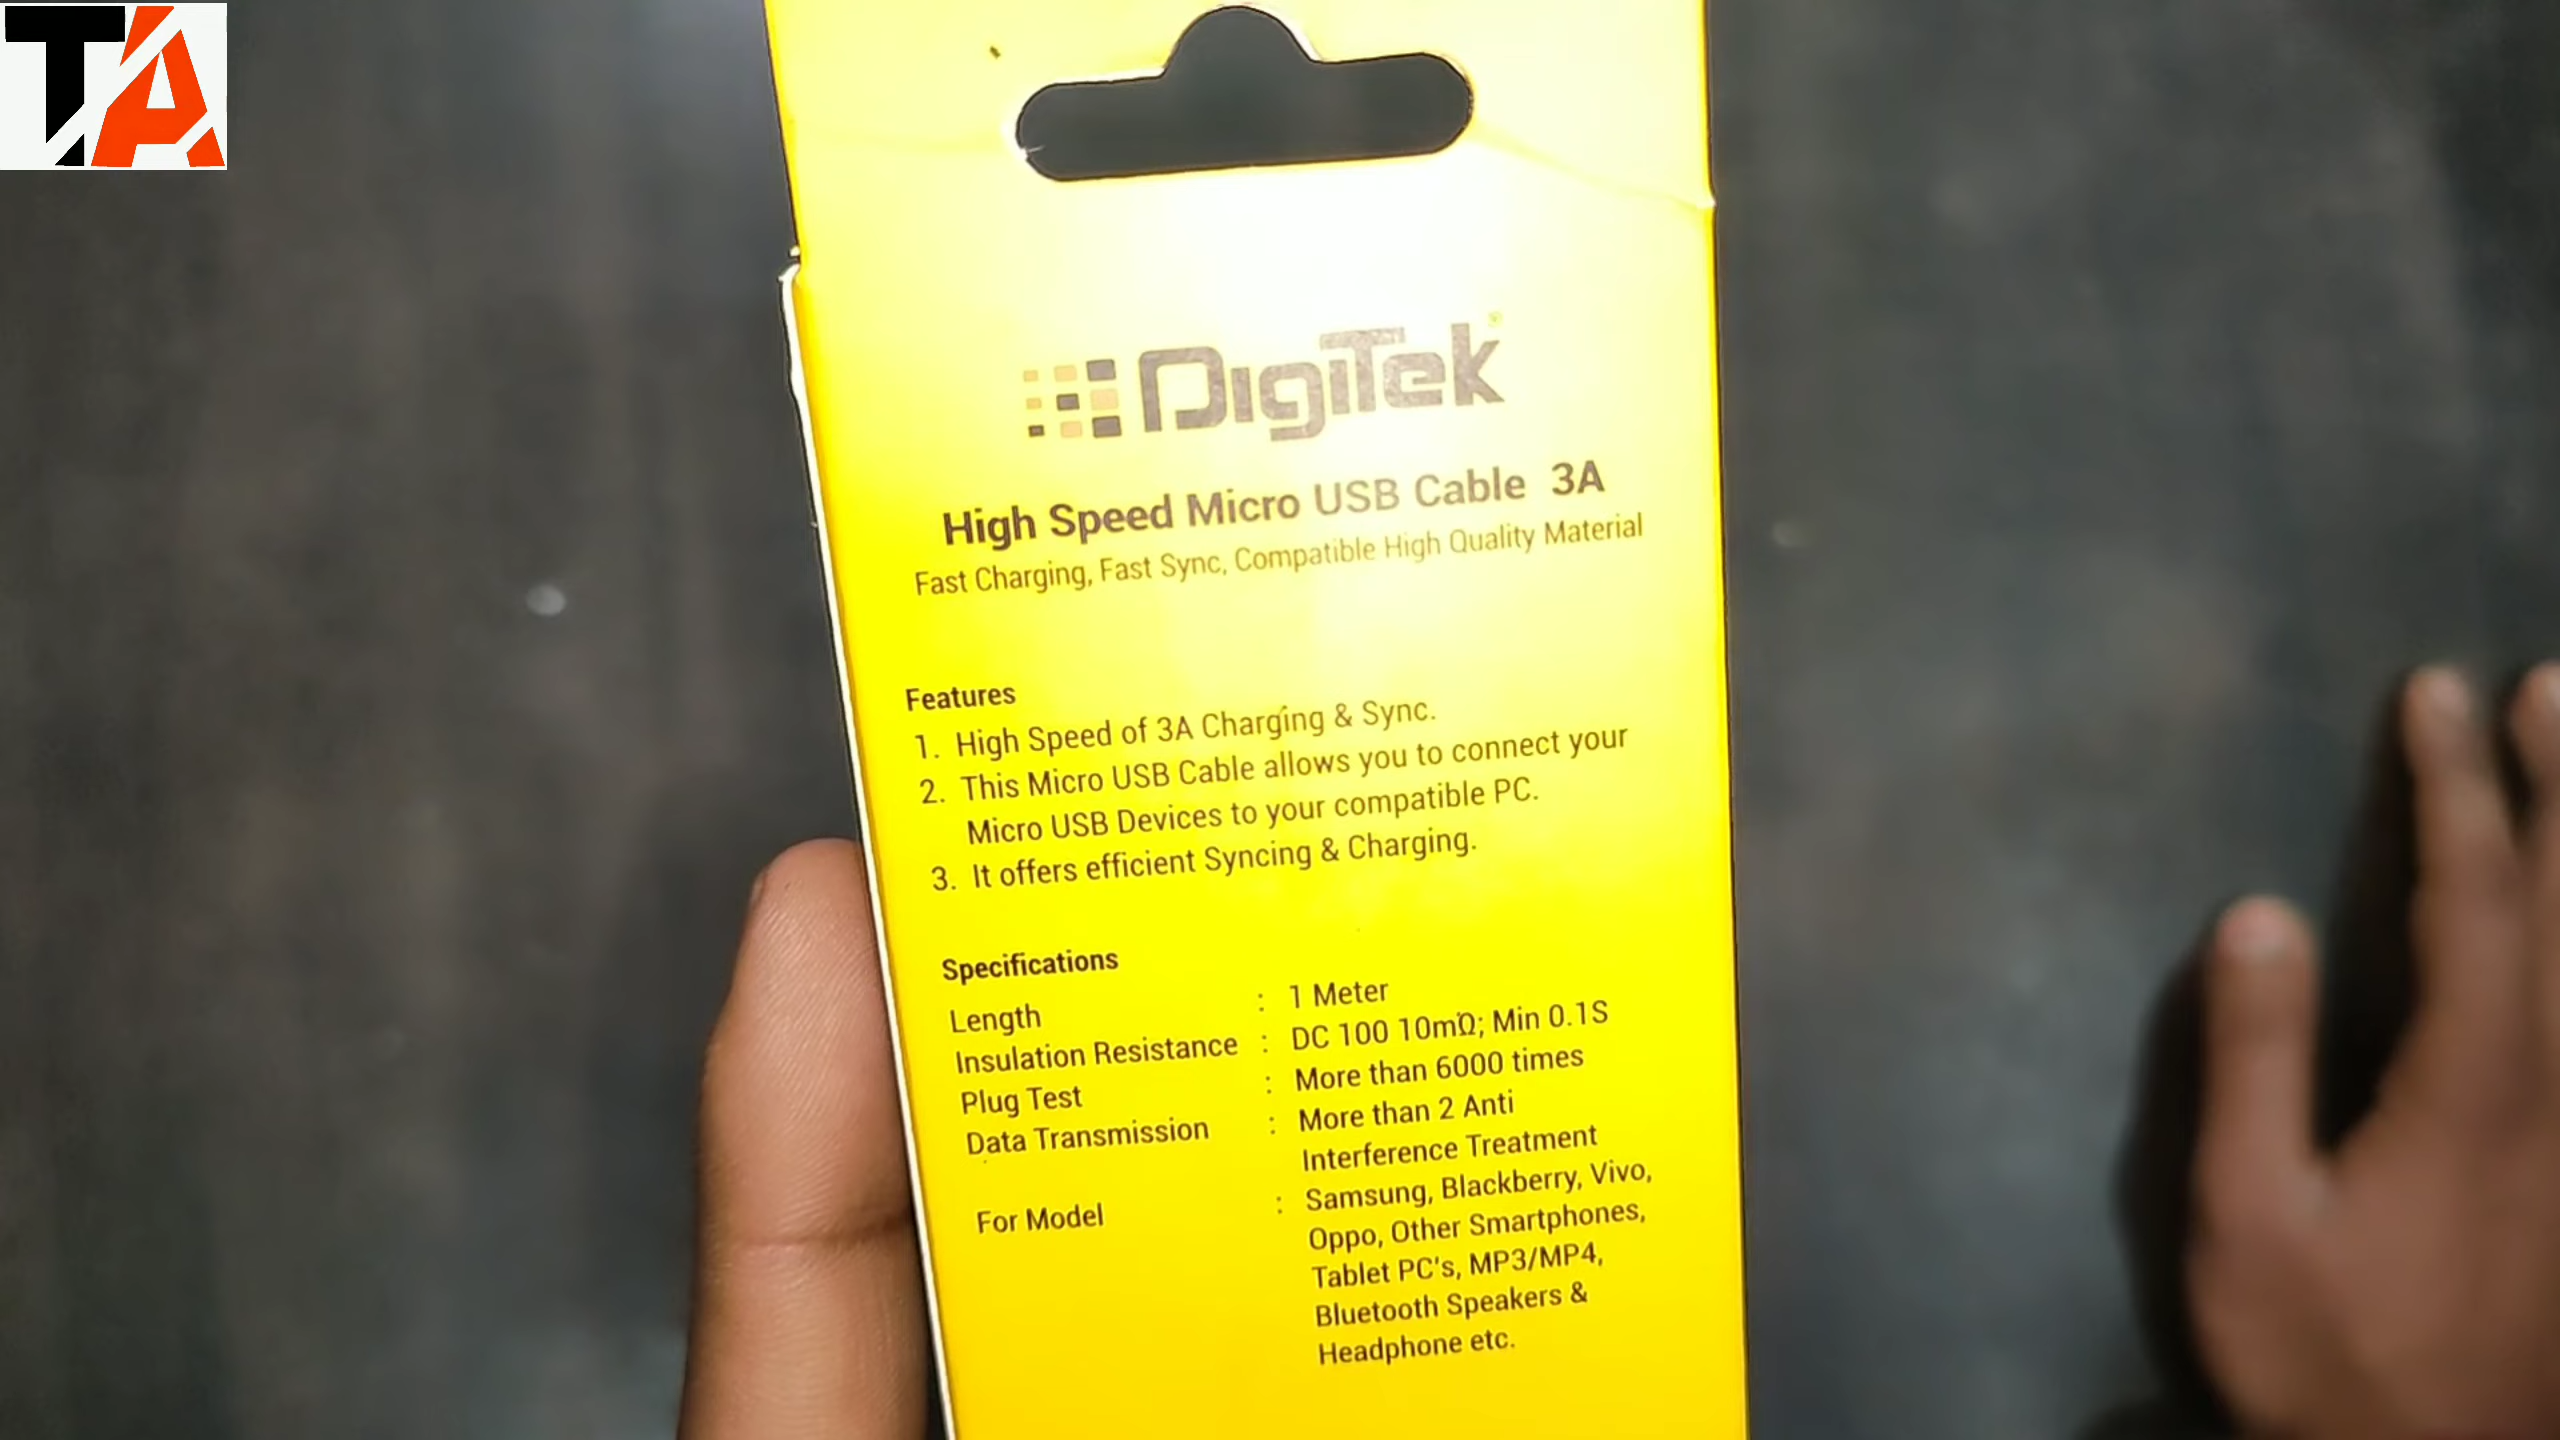 TA
DigiTek
High Speed Micro USB Cable 3A
Fast Charging, Fast Sync, Compatible High Quality Material
Features
1. High Speed of 3A Charging & Sync.
2. This Micro USB Cable allows you to connect your
Micro USB Devices to your compatible PC.
3. It offers efficient Syncing & Charging.
Specifications
Length : 1 Meter
Insulation Resistance : DC 100 10mΩ; Min 0.1S
Plug Test : More than 6000 times
Data Transmission : More than 2 Anti
Interference Treatment
For Model : Samsung, Blackberry, Vivo,
Oppo, Other Smartphones,
Tablet PC's, MP3/MP4,
Bluetooth Speakers &
Headphone etc.